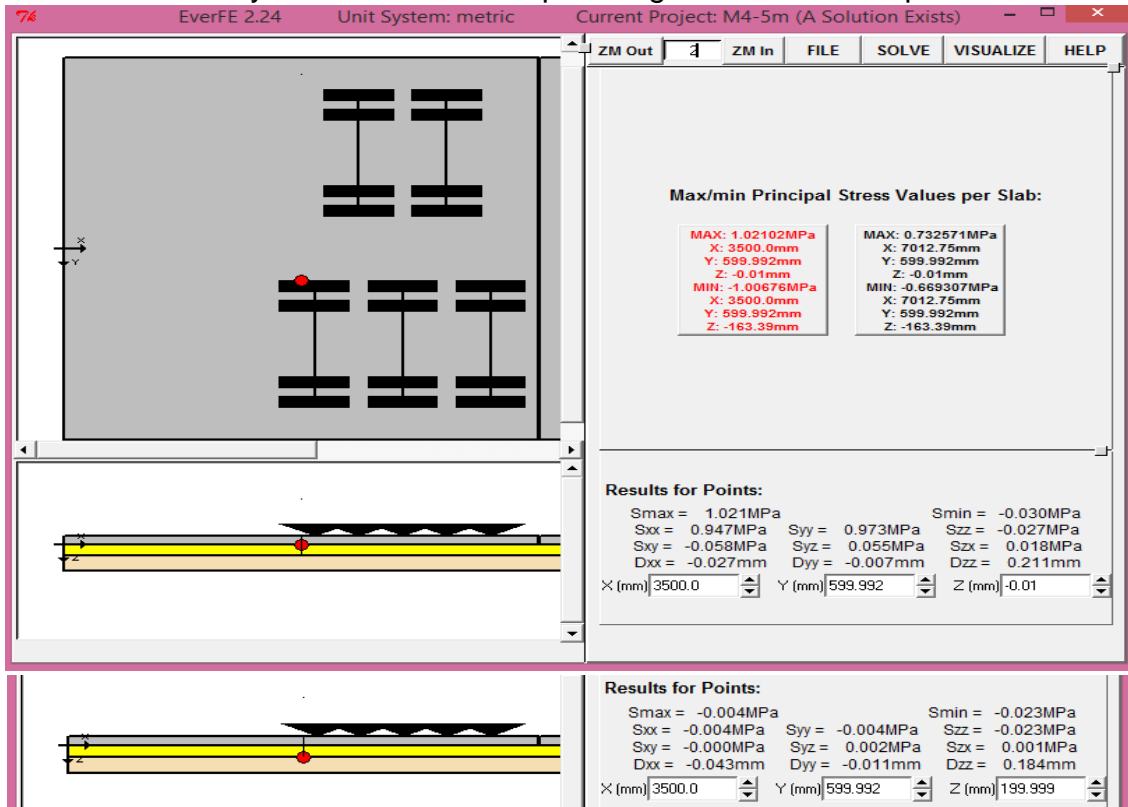 EverFE 2.24 Unit System: metric Current Project: M4-5m (A Solution Exists)
ZM Out 2 ZM In FILE SOLVE VISUALIZE HELP
X
Y
Max/min Principal Stress Values per Slab:
MAX: 1.02102MPa
X: 3500.0mm
Y: 599.992mm
Z: -0.01mm
MIN: -1.00676MPa
X: 3500.0mm
Y: 599.992mm
Z: -163.39mm
MAX: 0.732571MPa
X: 7012.75mm
Y: 599.992mm
Z: -0.01mm
MIN: -0.669307MPa
X: 7012.75mm
Y: 599.992mm
Z: -163.39mm
X
Z
Results for Points:
Smax = 1.021MPa Smin = -0.030MPa
Sxx = 0.947MPa Syy = 0.973MPa Szz = -0.027MPa
Sxy = -0.058MPa Syz = 0.055MPa Szx = 0.018MPa
Dxx = -0.027mm Dyy = -0.007mm Dzz = 0.211mm
X (mm) 3500.0 Y (mm) 599.992 Z (mm) -0.01
X
Z
Results for Points:
Smax = -0.004MPa Smin = -0.023MPa
Sxx = -0.004MPa Syy = -0.004MPa Szz = -0.023MPa
Sxy = -0.000MPa Syz = 0.002MPa Szx = 0.001MPa
Dxx = -0.043mm Dyy = -0.011mm Dzz = 0.184mm
X (mm) 3500.0 Y (mm) 599.992 Z (mm) 199.999